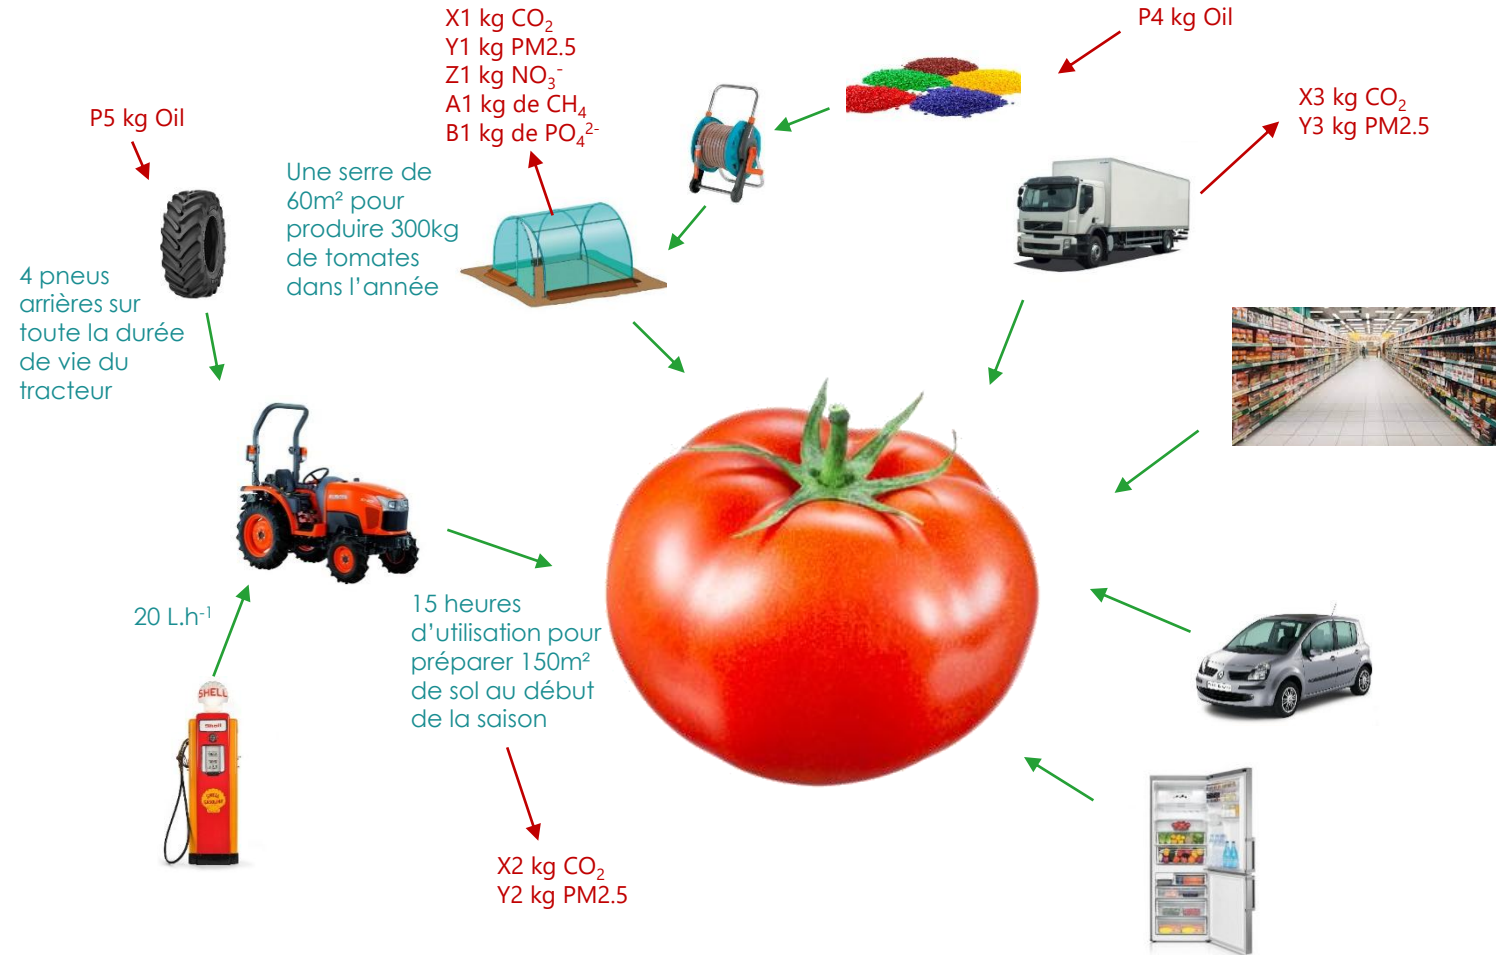 X1 kg CO₂
Y1 kg PM2.5
Z1 kg NO₃⁻
A1 kg de CH₄
B1 kg de PO₄²⁻
P4 kg Oil
X3 kg CO₂
Y3 kg PM2.5
P5 kg Oil
Une serre de
60m² pour
produire 300kg
de tomates
dans l’année
4 pneus
arrières sur
toute la durée
de vie du
tracteur
20 L.h⁻¹
15 heures
d’utilisation pour
préparer 150m²
de sol au début
de la saison
SHELL
X2 kg CO₂
Y2 kg PM2.5